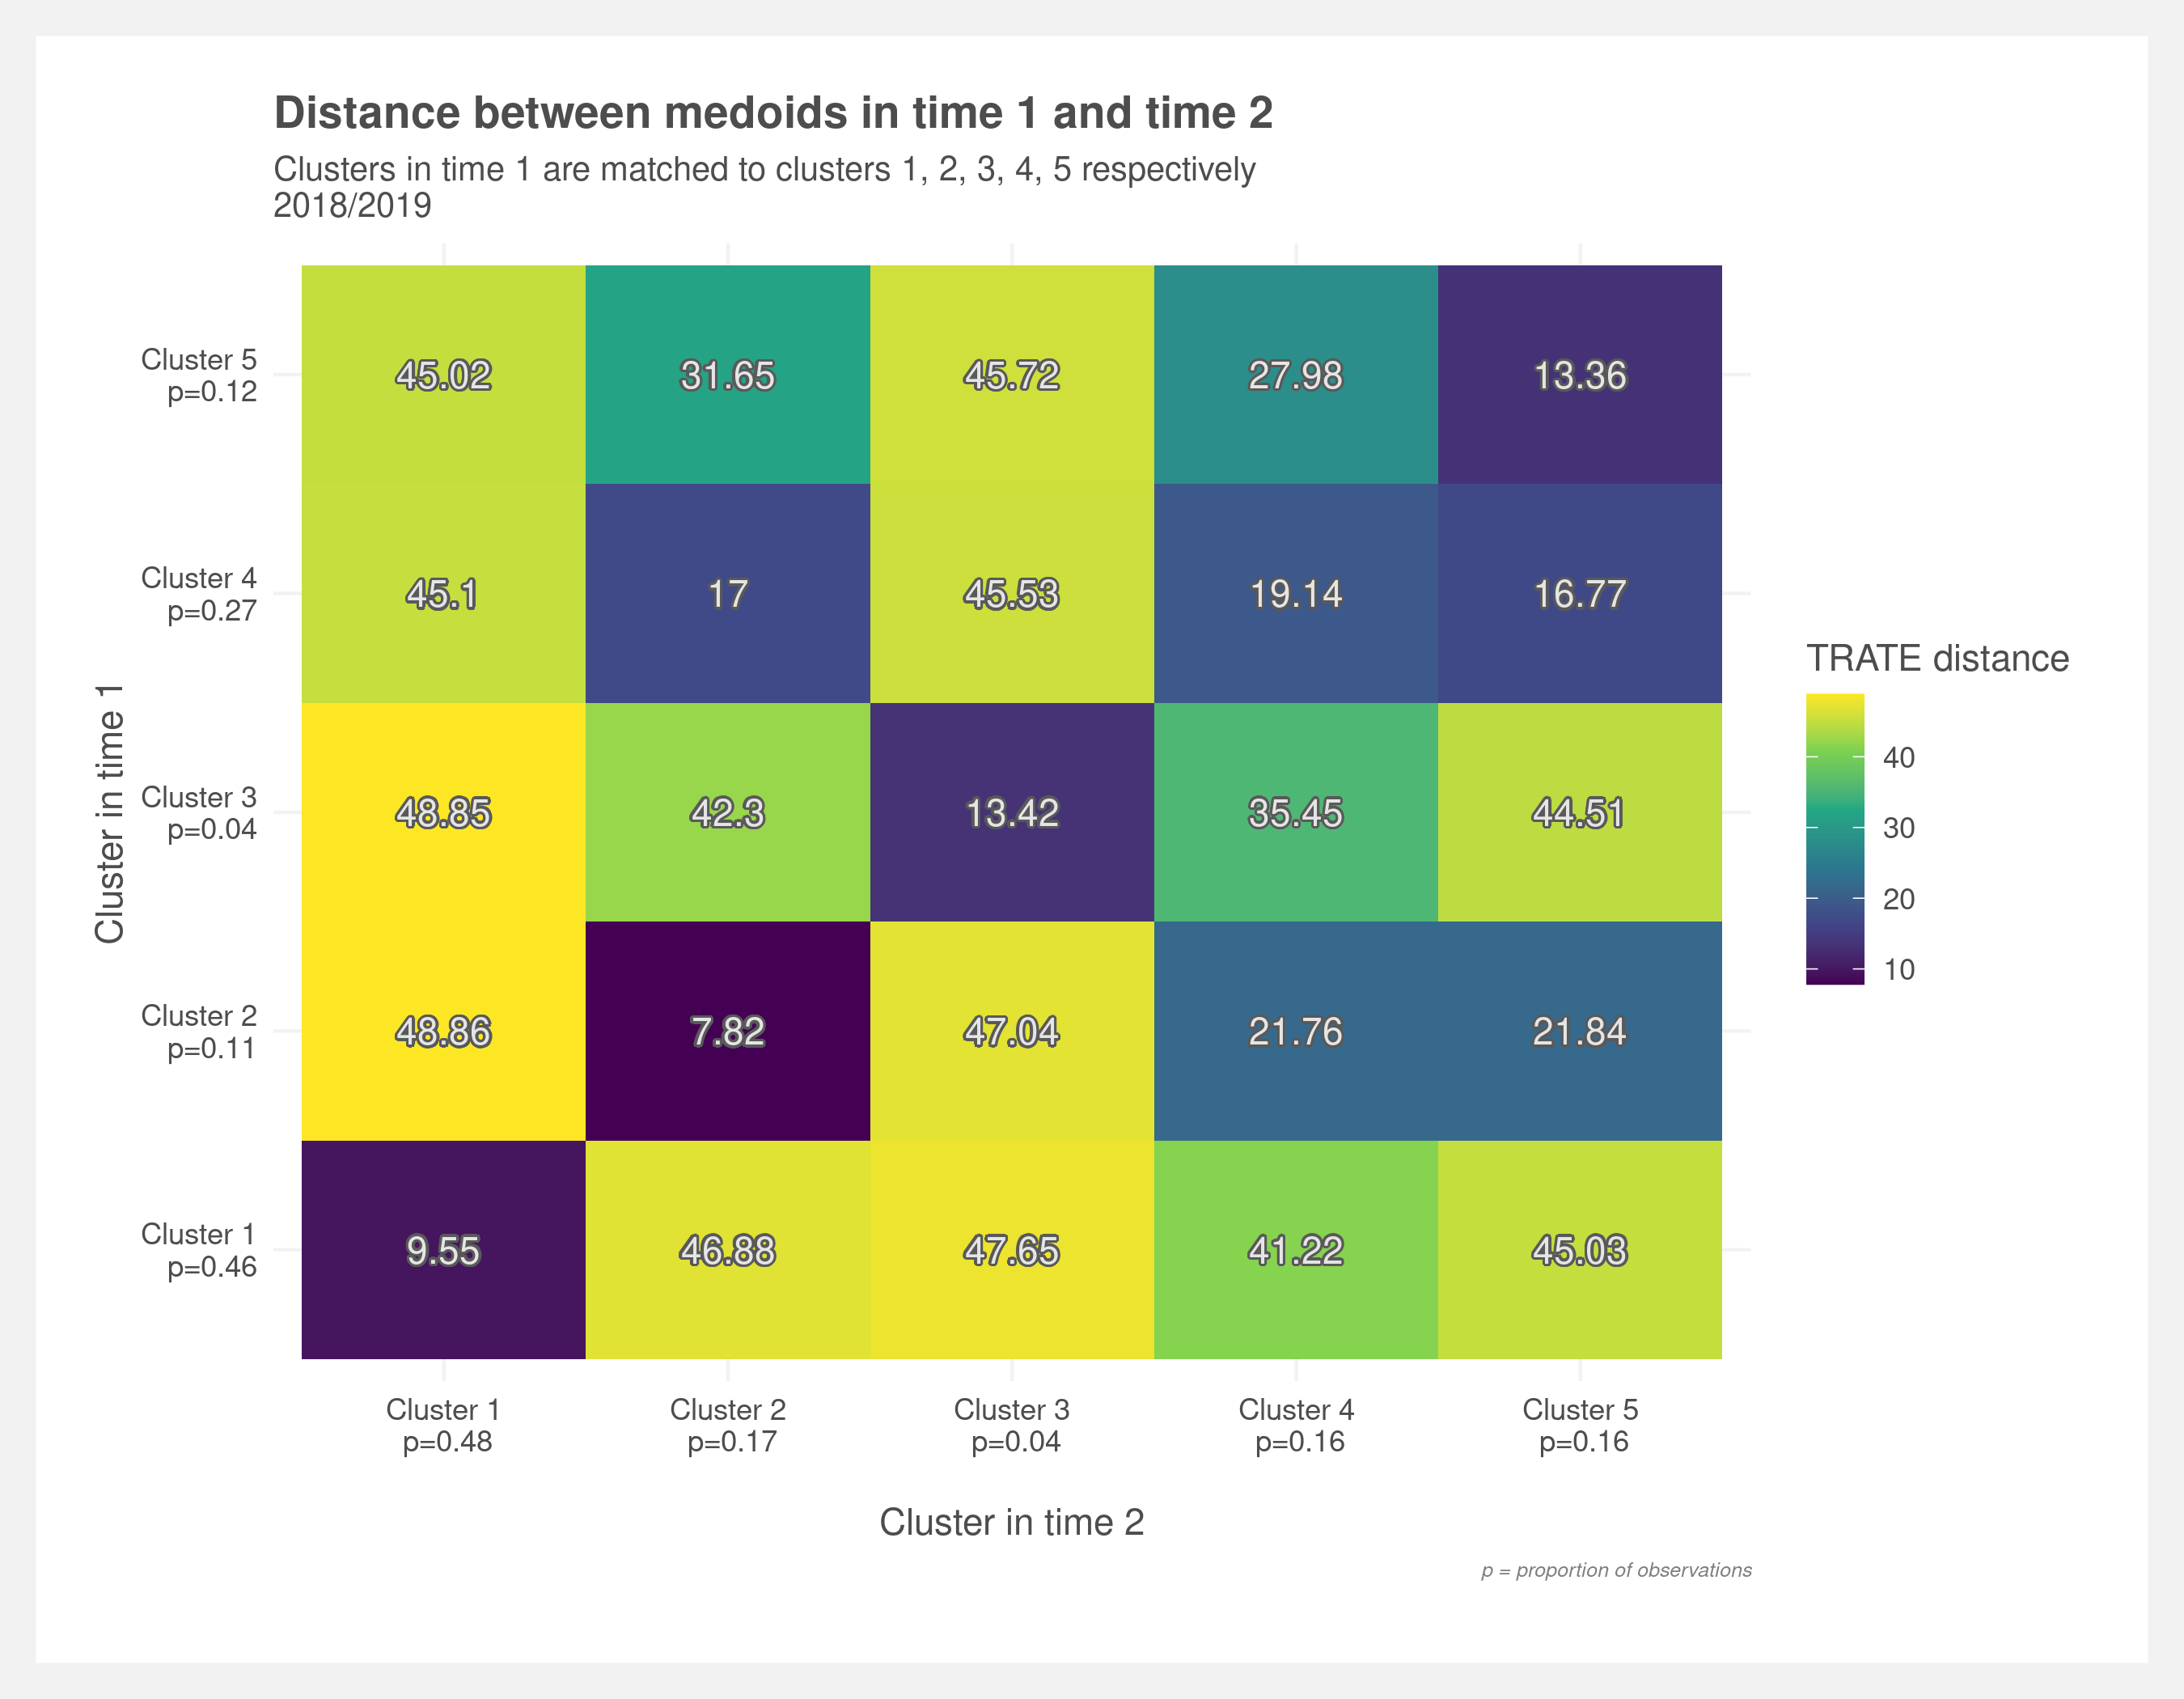 Distance between medoids in time 1 and time 2
Clusters in time 1 are matched to clusters 1, 2, 3, 4, 5 respectively
2018/2019
Cluster in time 1
Cluster 5
p=0.12
45.02 31.65 45.72 27.98 13.36
Cluster 4
p=0.27
45.1 17 45.53 19.14 16.77
Cluster 3
p=0.04
48.85 42.3 13.42 35.45 44.51
Cluster 2
p=0.11
48.86 7.82 47.04 21.76 21.84
Cluster 1
p=0.46
9.55 46.88 47.65 41.22 45.03
Cluster 1 Cluster 2 Cluster 3 Cluster 4 Cluster 5
p=0.48 p=0.17 p=0.04 p=0.16 p=0.16
Cluster in time 2
p = proportion of observations
TRATE distance
40
30
20
10